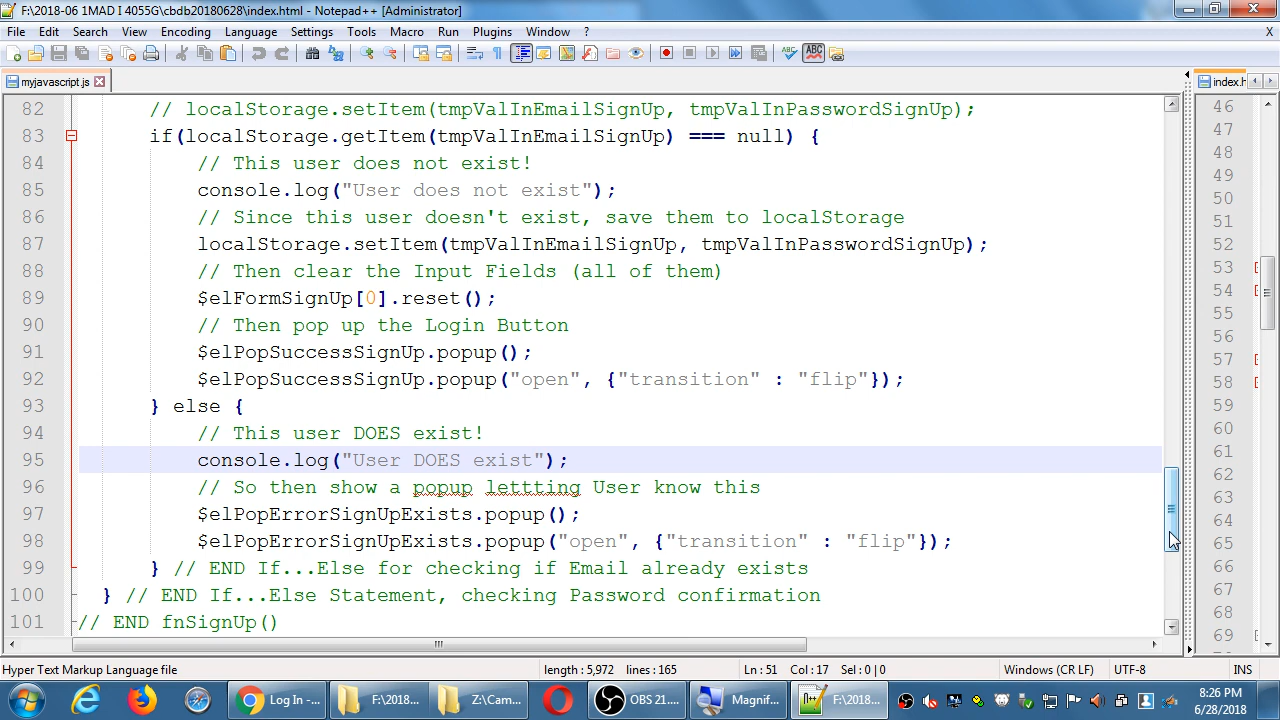 F:\2018-06 1MAD I 4055G\cbdb20180628\index.html - Notepad++ [Administrator]
File Edit Search View Encoding Language Settings Tools Macro Run Plugins Window ? X
myjavascript.js
index.h
82 // localStorage.setItem(tmpValInEmailSignUp, tmpValInPasswordSignUp);
83 if(localStorage.getItem(tmpValInEmailSignUp) === null) {
84 // This user does not exist!
85 console.log("User does not exist");
86 // Since this user doesn't exist, save them to localStorage
87 localStorage.setItem(tmpValInEmailSignUp, tmpValInPasswordSignUp);
88 // Then clear the Input Fields (all of them)
89 $elFormSignUp[0].reset();
90 // Then pop up the Login Button
91 $elPopSuccessSignUp.popup();
92 $elPopSuccessSignUp.popup("open", {"transition" : "flip"});
93 } else {
94 // This user DOES exist!
95 console.log("User DOES exist");
96 // So then show a popup lettting User know this
97 $elPopErrorSignUpExists.popup();
98 $elPopErrorSignUpExists.popup("open", {"transition" : "flip"});
99 } // END If...Else for checking if Email already exists
100 } // END If...Else Statement, checking Password confirmation
101 // END fnSignUp()
46
47
48
49
50
51
52
53
54
55
56
57
58
59
60
61
62
63
64
65
66
67
68
69
Hyper Text Markup Language file length : 5,972 lines : 165 Ln : 51 Col : 17 Sel : 0 | 0 Windows (CR LF) UTF-8 INS
Log In -... F:\2018... Z:\Cam... OBS 21.... Magnif... F:\2018...
8:26 PM
6/28/2018